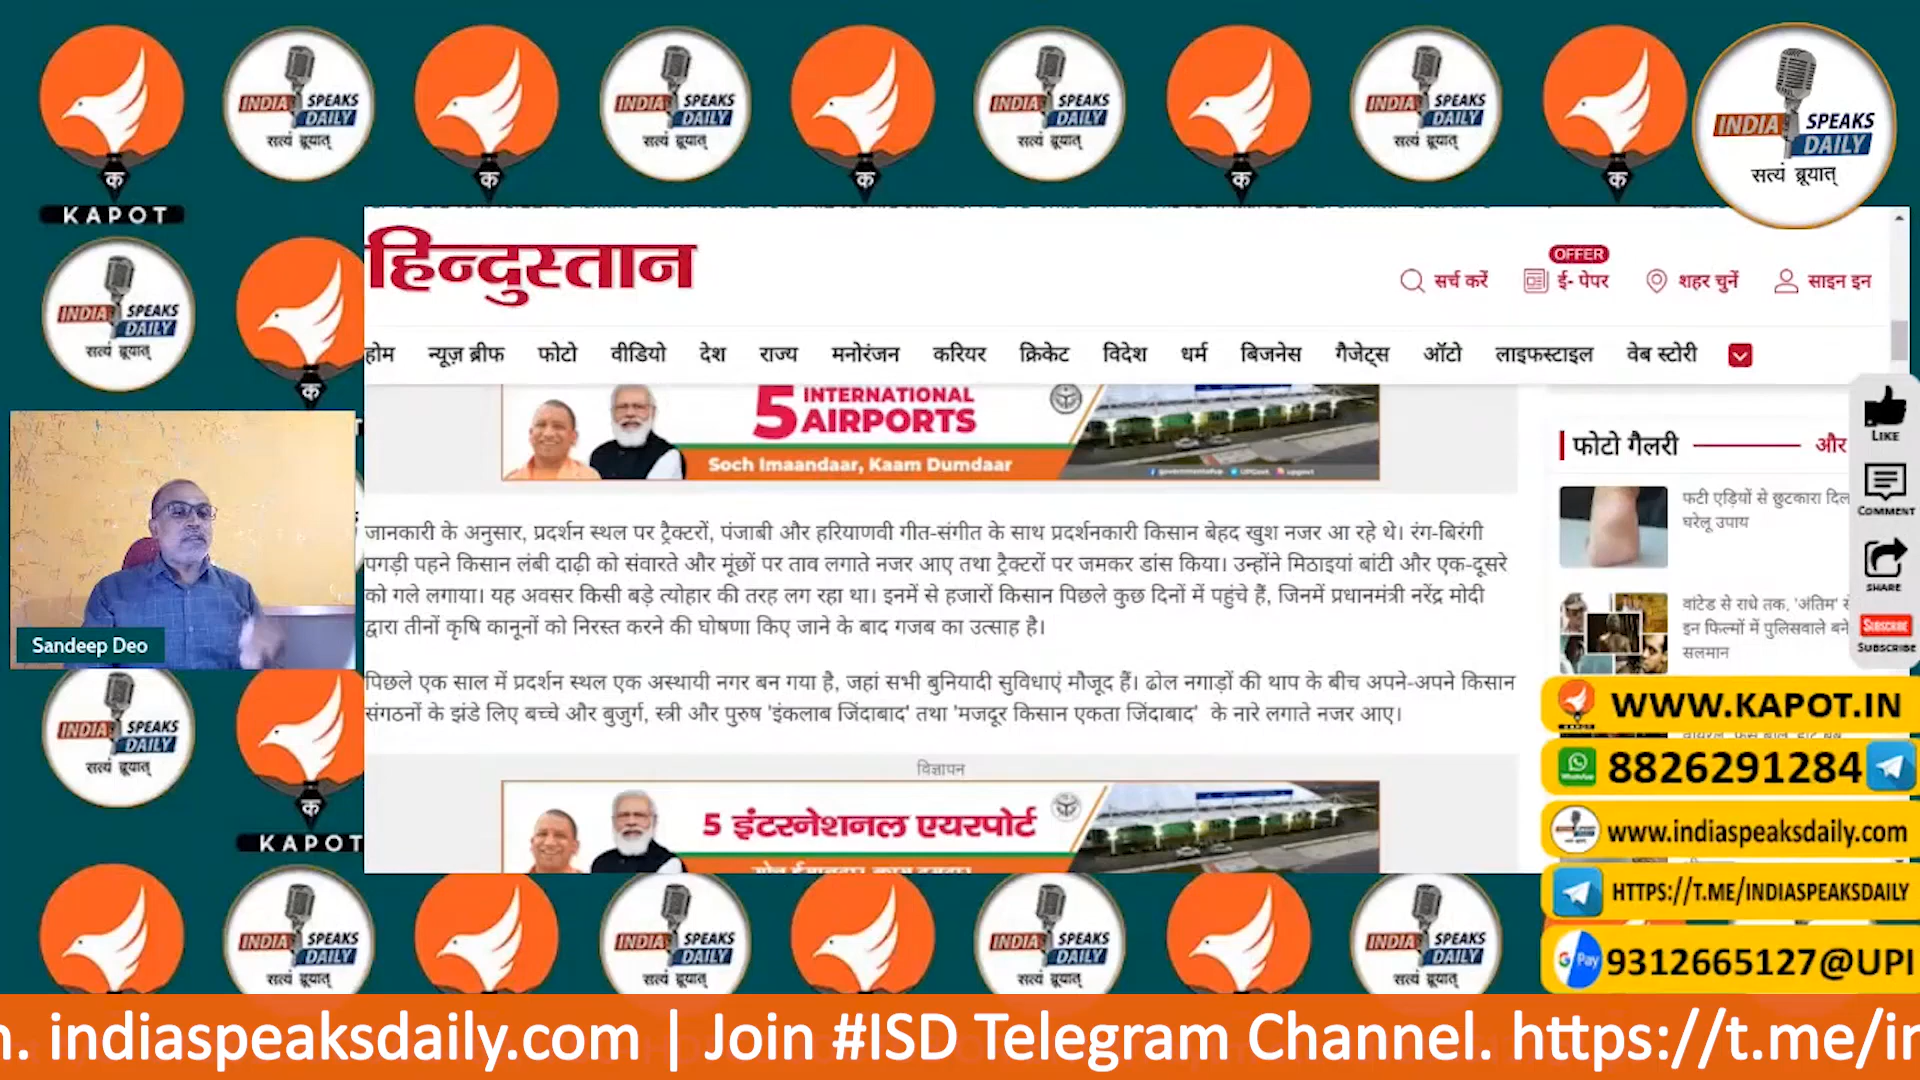 INDIA SPEAKS DAILY
सत्यं ब्रूयात्
क
KAPOT
हिन्दुस्तान
OFFER
सर्च करें ई- पेपर शहर चुनें साइन इन
होम न्यूज़ ब्रीफ फोटो वीडियो देश राज्य मनोरंजन करियर क्रिकेट विदेश धर्म बिजनेस गैजेट्स ऑटो लाइफस्टाइल वेब स्टोरी
5 INTERNATIONAL
AIRPORTS
Soch Imaandaar, Kaam Dumdaar
फोटो गैलरी और
फटी एड़ियों से छुटकारा
घरेलू उपाय
जानकारी के अनुसार, प्रदर्शन स्थल पर ट्रैक्टरों, पंजाबी और हरियाणवी गीत-संगीत के साथ प्रदर्शनकारी किसान बेहद खुश नजर आ रहे थे। रंग-बिरंगी
पगड़ी पहने किसान लंबी दाढ़ी को संवारते और मूंछों पर ताव लगाते नजर आए तथा ट्रैक्टरों पर जमकर डांस किया। उन्होंने मिठाइयां बांटी और एक-दूसरे
को गले लगाया। यह अवसर किसी बड़े त्योहार की तरह लग रहा था। इनमें से हजारों किसान पिछले कुछ दिनों में पहुंचे हैं, जिनमें प्रधानमंत्री नरेंद्र मोदी
द्वारा तीनों कृषि कानूनों को निरस्त करने की घोषणा किए जाने के बाद गजब का उत्साह है।
पिछले एक साल में प्रदर्शन स्थल एक अस्थायी नगर बन गया है, जहां सभी बुनियादी सुविधाएं मौजूद हैं। ढोल नगाड़ों की थाप के बीच अपने-अपने किसान
संगठनों के झंडे लिए बच्चे और बुजुर्ग, स्त्री और पुरुष 'इंकलाब जिंदाबाद' तथा 'मजदूर किसान एकता जिंदाबाद' के नारे लगाते नजर आए।
वांटेड से राधे तक, 'अंतिम'
इन फिल्मों में पुलिसवाले बने
सलमान
LIKE
COMMENT
SHARE
SUBSCRIBE
SUBSCRIBE
Sandeep Deo
विज्ञापन
5 इंटरनेशनल एयरपोर्ट
WWW.KAPOT.IN
8826291284
www.indiaspeaksdaily.com
HTTPS://T.ME/INDIASPEAKSDAILY
G Pay 9312665127@UPI
KAPOT
indiaspeaksdaily.com | Join #ISD Telegram Channel. https://t.me/